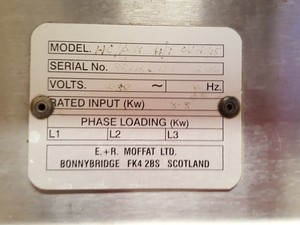 MODEL.
SERIAL No.
VOLTS. Hz.
RATED INPUT (Kw)
PHASE LOADING (Kw)
L1 L2 L3
E.+R. MOFFAT LTD.
BONNYBRIDGE FK4 2BS SCOTLAND